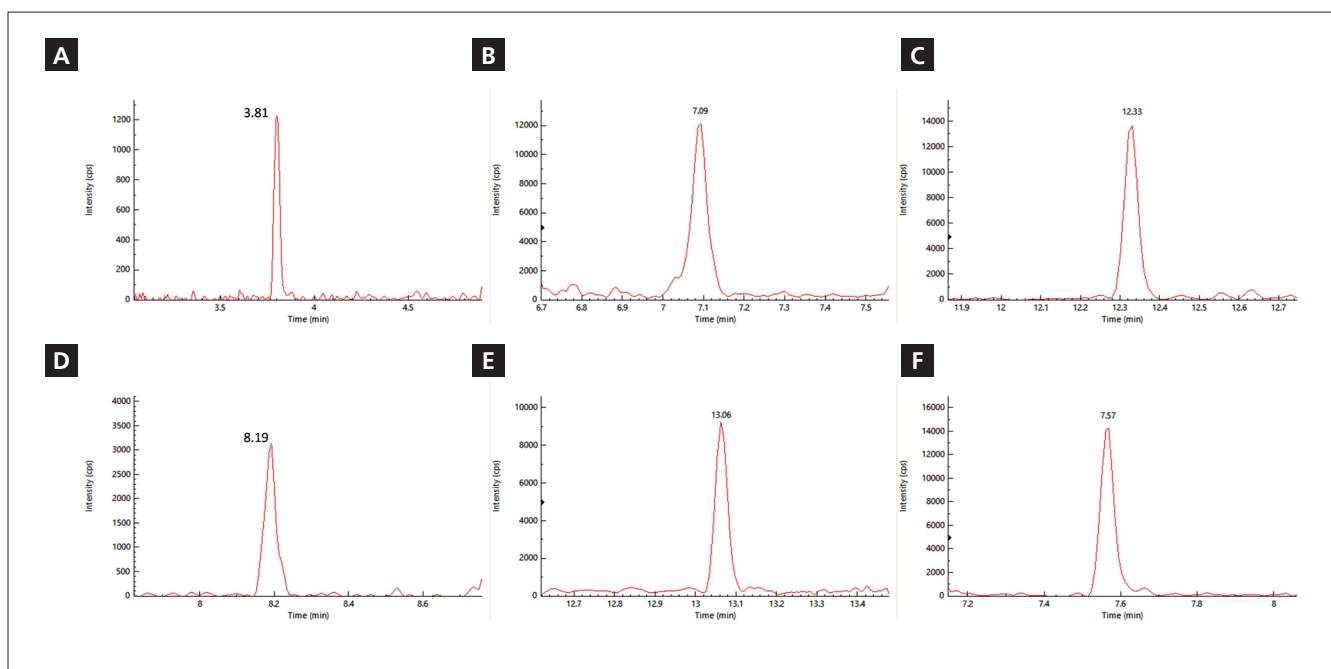 A
3.81
1200
1000
800
600
400
200
0
Intensity (cps)
3.5 4 4.5
Time (min)
B
7.09
12000
10000
8000
6000
4000
2000
0
Intensity (cps)
6.7 6.8 6.9 7 7.1 7.2 7.3 7.4 7.5
Time (min)
C
12.33
14000
12000
10000
8000
6000
4000
2000
0
Intensity (cps)
11.9 12 12.1 12.2 12.3 12.4 12.5 12.6 12.7
Time (min)
D
8.19
4000
3500
3000
2500
2000
1500
1000
500
0
Intensity (cps)
8 8.2 8.4 8.6
Time (min)
E
13.06
10000
8000
6000
4000
2000
0
Intensity (cps)
12.7 12.8 12.9 13 13.1 13.2 13.3 13.4
Time (min)
F
7.57
16000
14000
12000
10000
8000
6000
4000
2000
0
Intensity (cps)
7.2 7.4 7.6 7.8 8
Time (min)